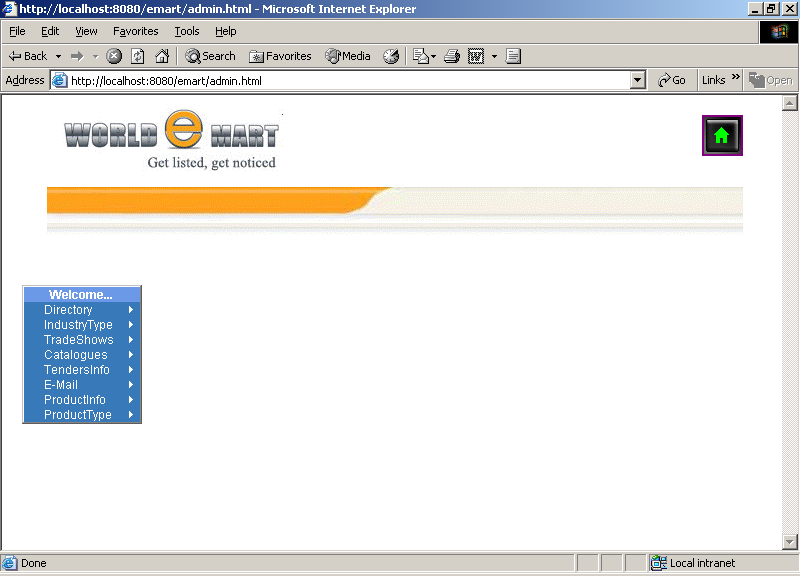 http://localhost:8080/emart/admin.html - Microsoft Internet Explorer
File Edit View Favorites Tools Help
Back Search Favorites Media
Address http://localhost:8080/emart/admin.html Go Links » Open
WORLD e MART
Get listed, get noticed
Welcome...
Directory
IndustryType
TradeShows
Catalogues
TendersInfo
E-Mail
ProductInfo
ProductType
Done Local intranet